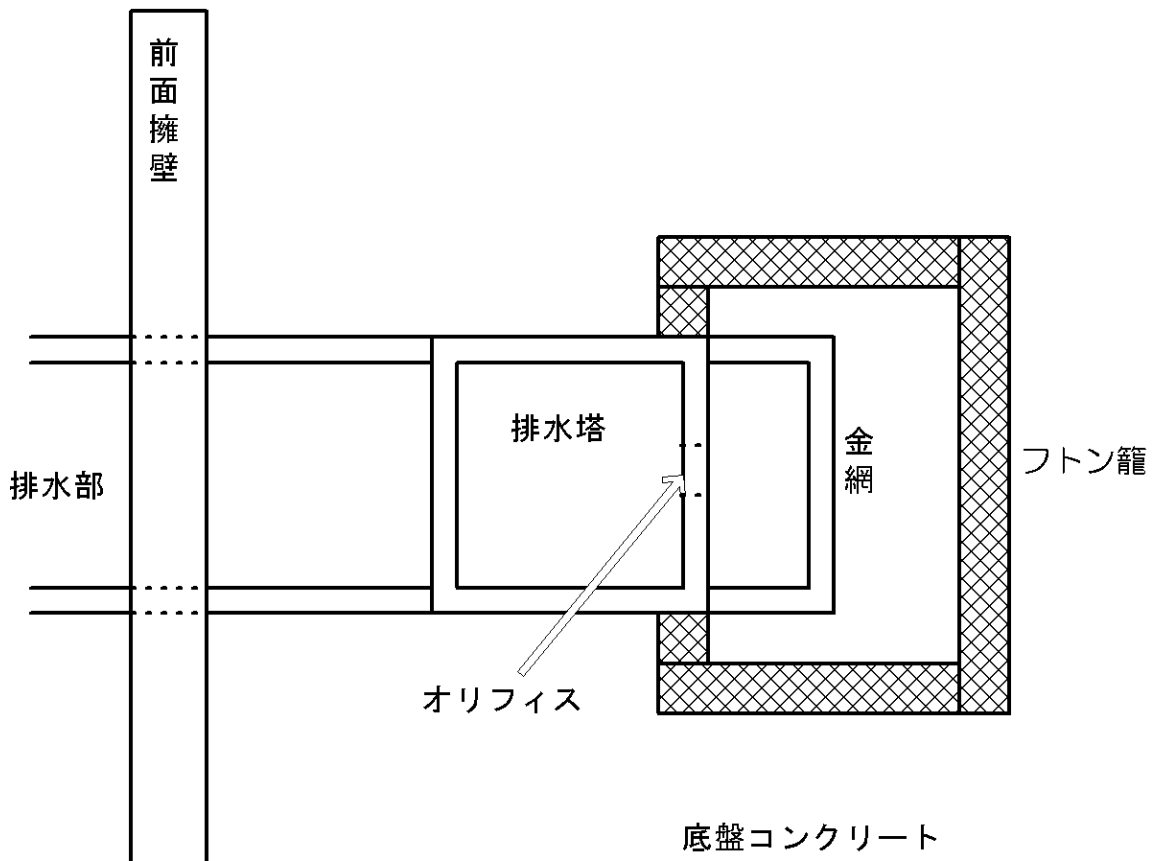 前面擁壁
排水塔
金網
フトン籠
排水部
オリフィス
底盤コンクリート